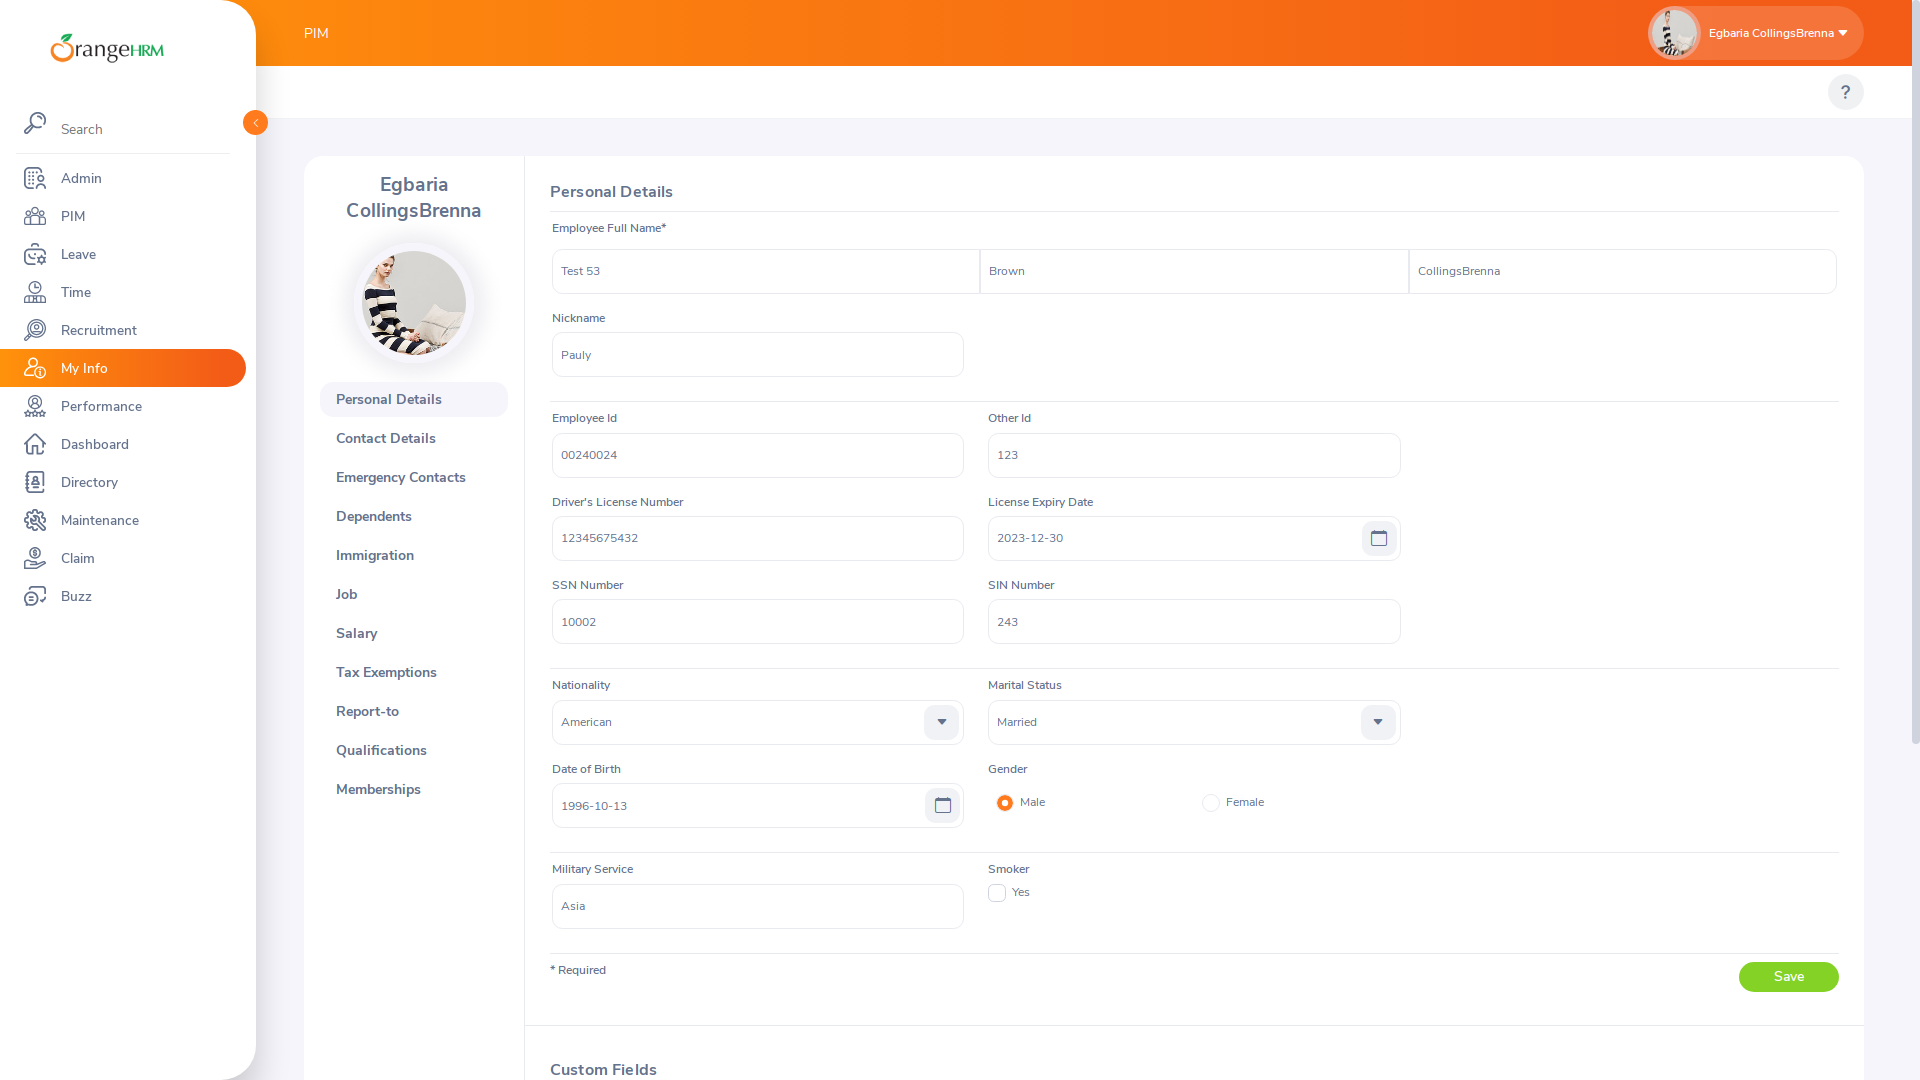 OrangeHRM
PIM
Egbaria CollingsBrenna
?
Search
Admin
PIM
Leave
Time
Recruitment
My Info
Performance
Dashboard
Directory
Maintenance
Claim
Buzz
Egbaria
CollingsBrenna
Personal Details
Contact Details
Emergency Contacts
Dependents
Immigration
Job
Salary
Tax Exemptions
Report-to
Qualifications
Memberships
Personal Details
Employee Full Name*
Test 53 Brown CollingsBrenna
Nickname
Pauly
Employee Id Other Id
00240024 123
Driver's License Number License Expiry Date
12345675432 2023-12-30
SSN Number SIN Number
10002 243
Nationality Marital Status
American Married
Date of Birth Gender
1996-10-13 Male Female
Military Service Smoker
Asia Yes
* Required Save
Custom Fields